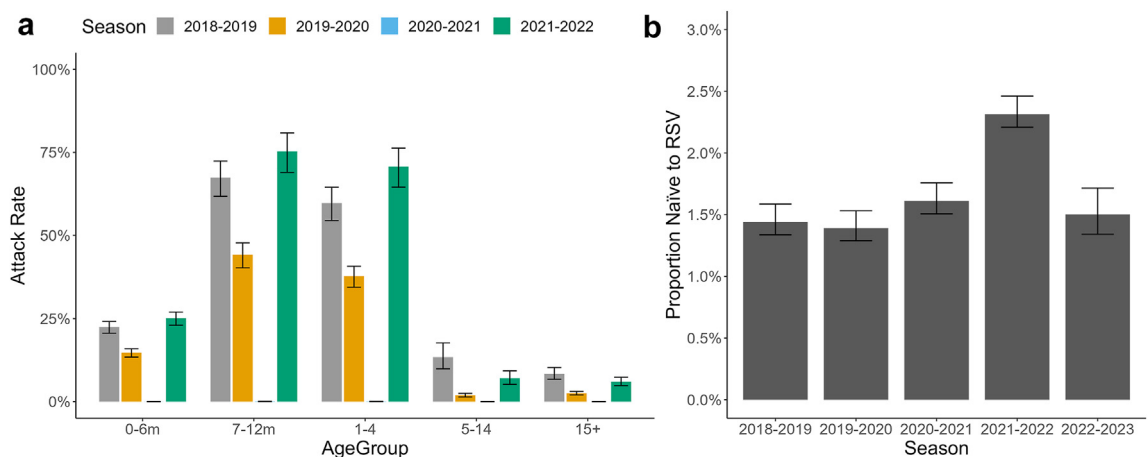 a
Season 2018-2019 2019-2020 2020-2021 2021-2022
100%
75%
50%
25%
0%
Attack Rate
0-6m 7-12m 1-4 5-14 15+
AgeGroup
b
3.0%
2.5%
2.0%
1.5%
1.0%
0.5%
0.0%
Proportion Naïve to RSV
2018-2019 2019-2020 2020-2021 2021-2022 2022-2023
Season